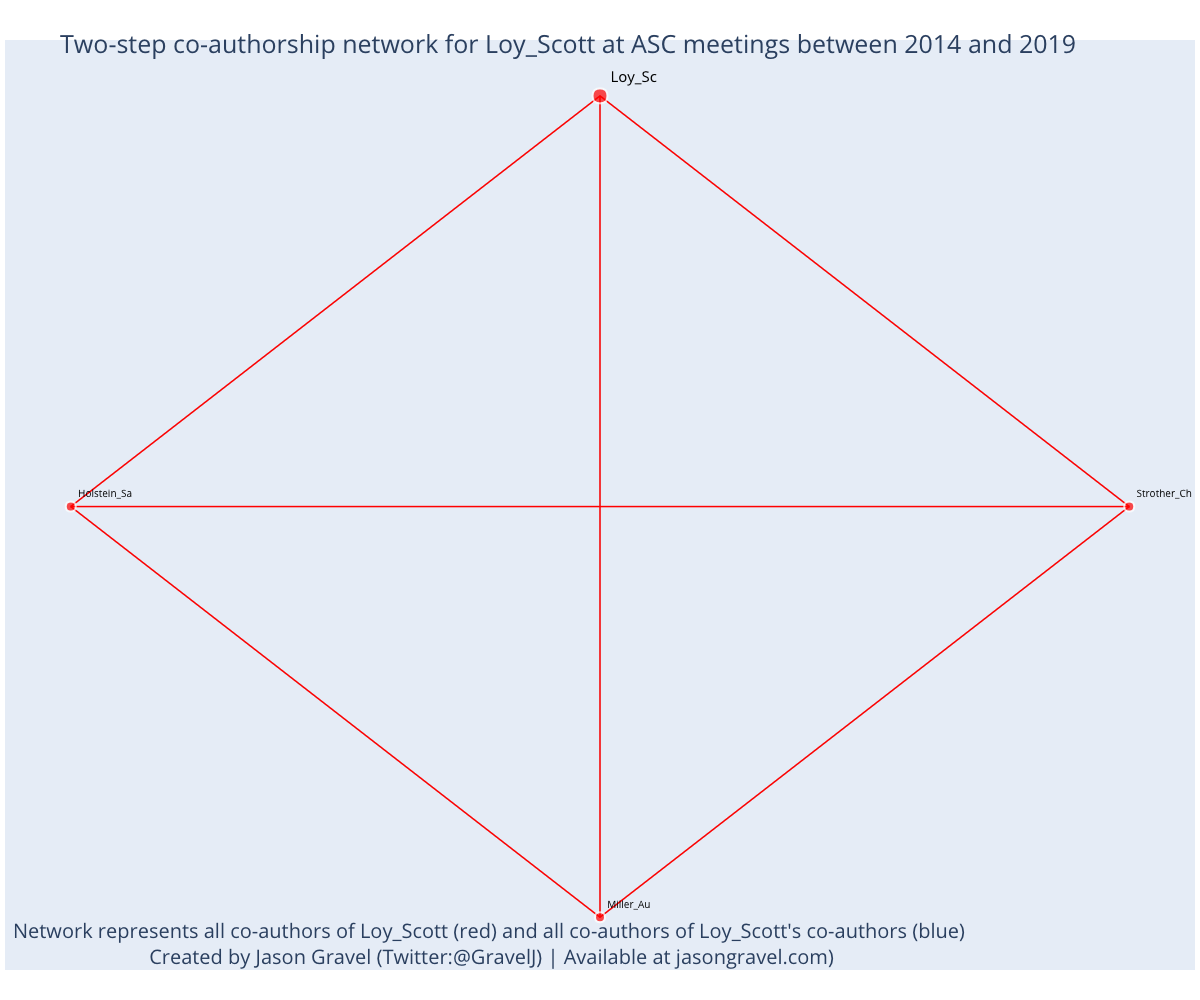 Two-step co-authorship network for Loy_Scott at ASC meetings between 2014 and 2019
Loy_Sc
Holstein_Sa
Strother_Ch
Miller_Au
Network represents all co-authors of Loy_Scott (red) and all co-authors of Loy_Scott's co-authors (blue)
Created by Jason Gravel (Twitter:@GravelJ) | Available at jasongravel.com)